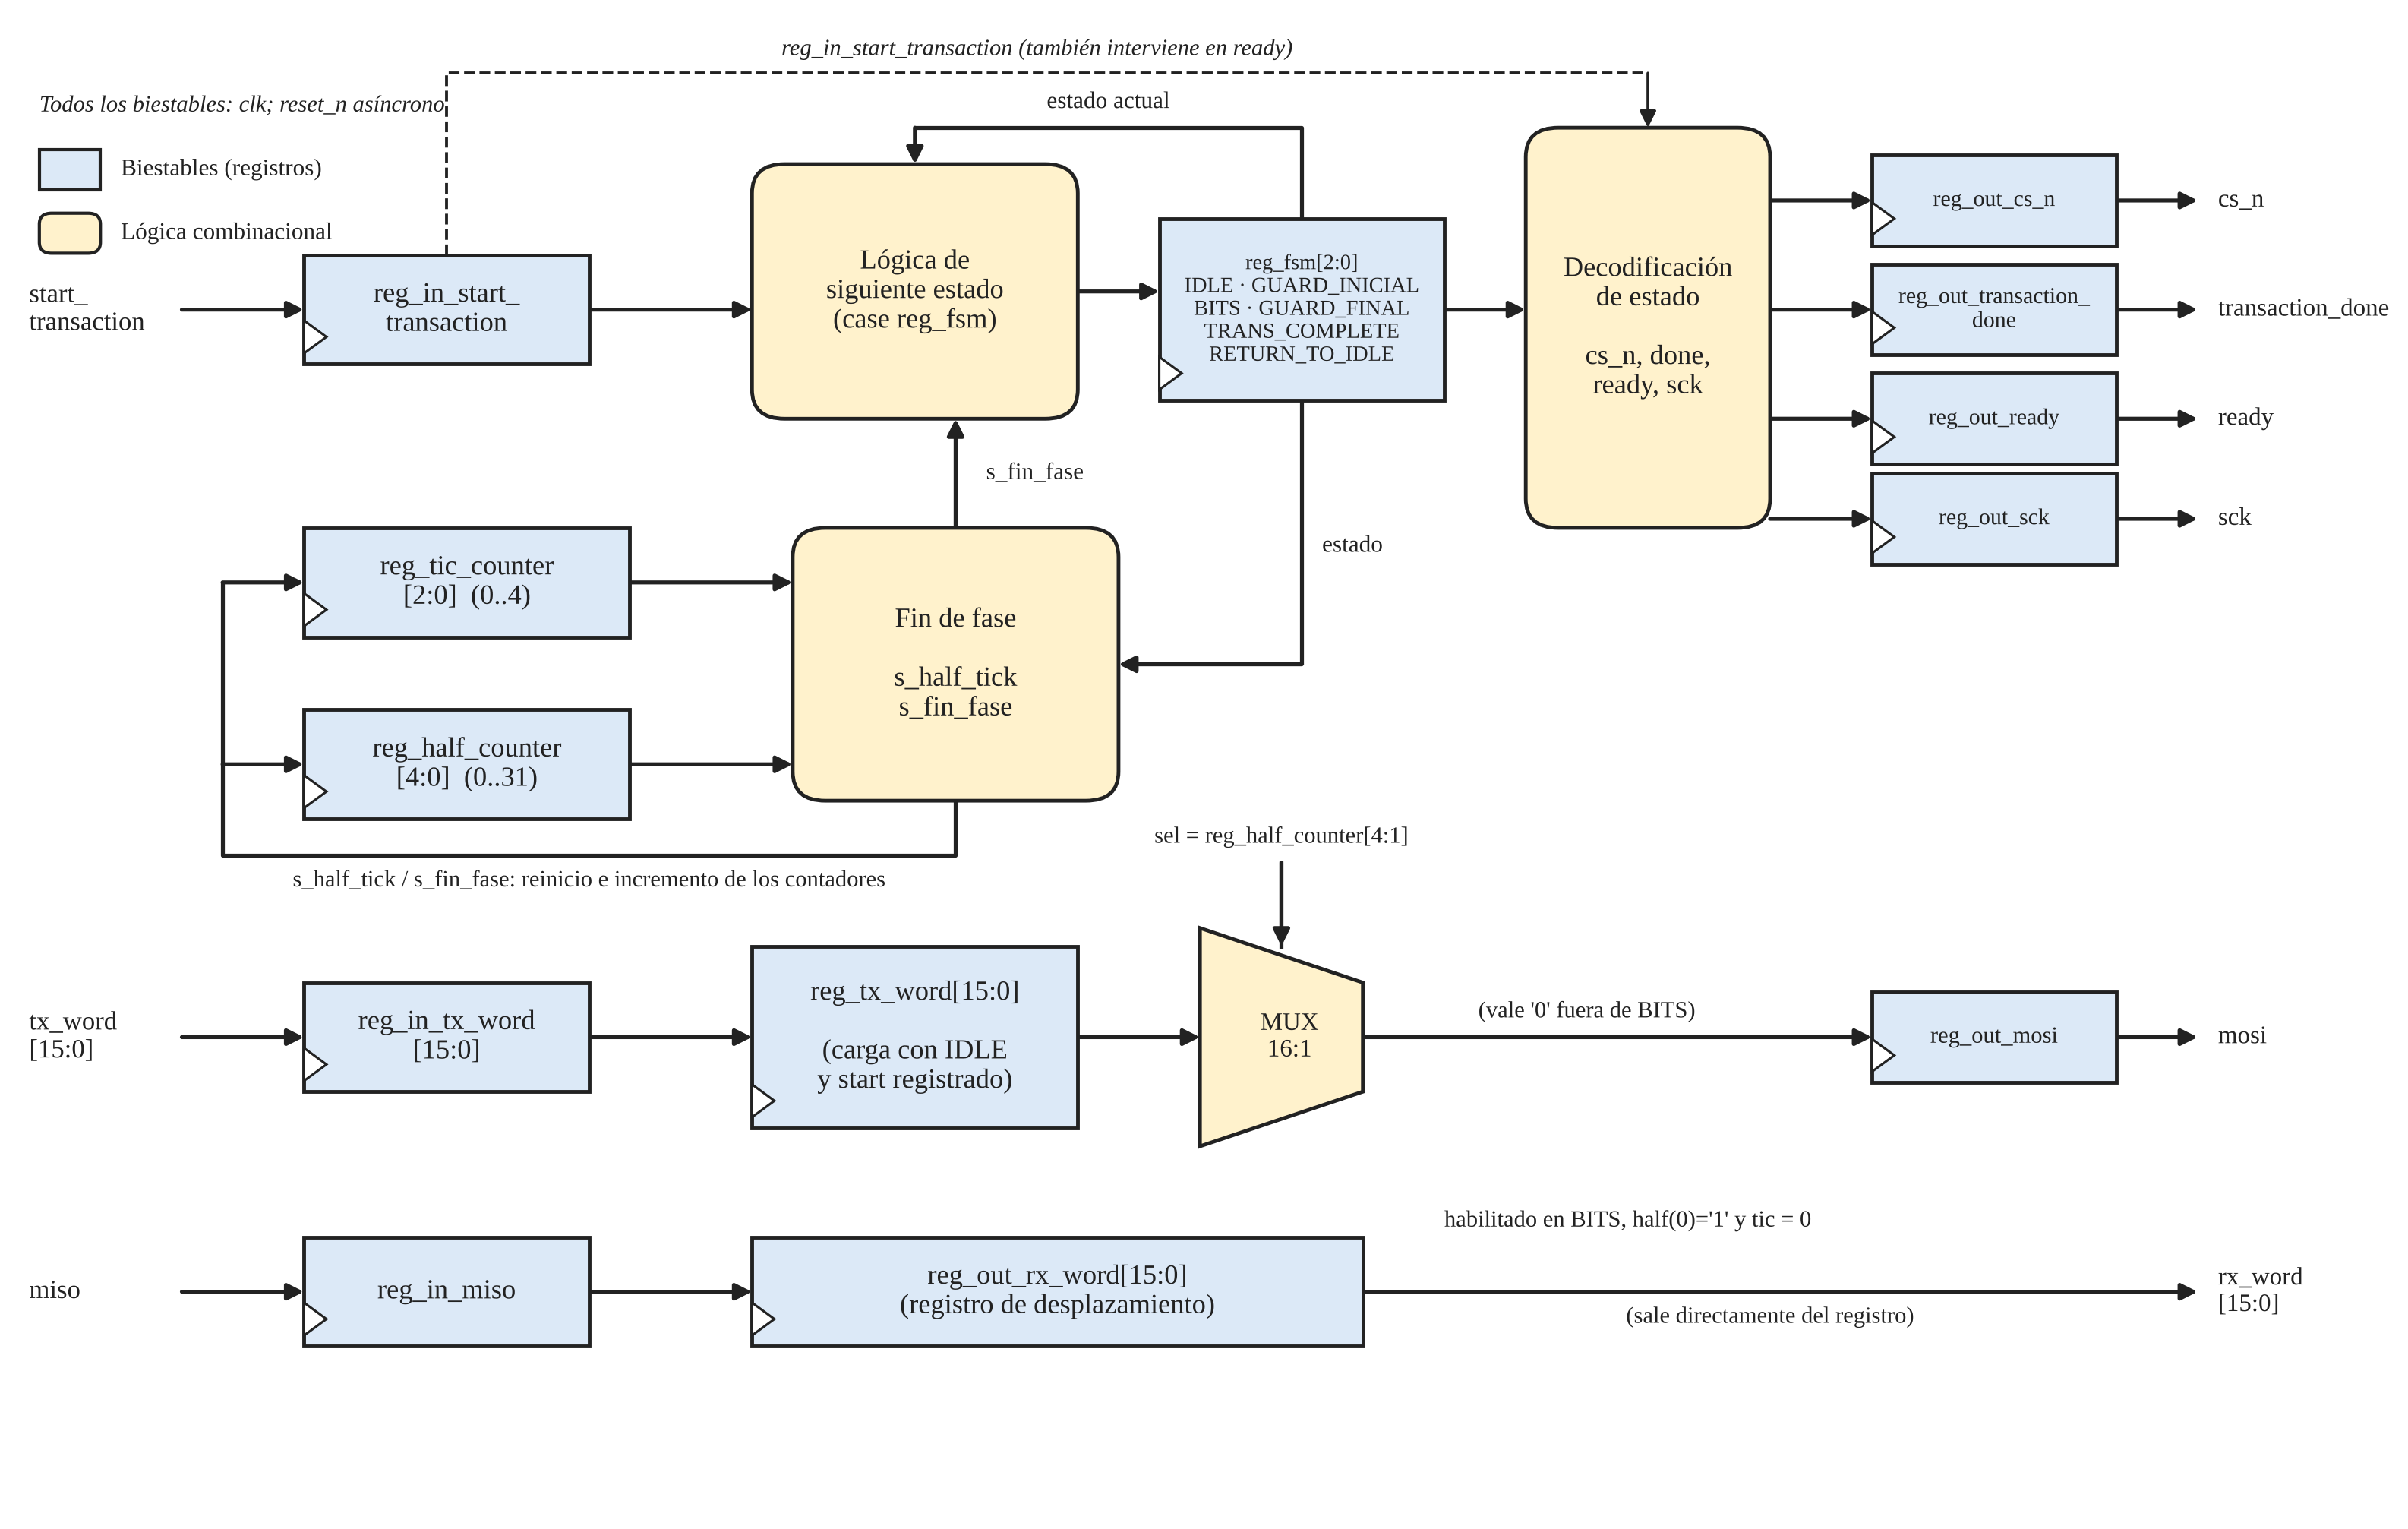 reg_in_start_transaction (también interviene en ready)
Todos los biestables: clk; reset_n asíncrono
estado actual
Biestables (registros)
Lógica combinacional
start_
transaction
reg_in_start_
transaction
Lógica de
siguiente estado
(case reg_fsm)
reg_fsm[2:0]
IDLE · GUARD_INICIAL
BITS · GUARD_FINAL
TRANS_COMPLETE
RETURN_TO_IDLE
Decodificación
de estado
cs_n, done,
ready, sck
reg_out_cs_n
cs_n
reg_out_transaction_
done
transaction_done
reg_out_ready
ready
reg_out_sck
sck
s_fin_fase
estado
reg_tic_counter
[2:0]  (0..4)
Fin de fase
s_half_tick
s_fin_fase
reg_half_counter
[4:0]  (0..31)
s_half_tick / s_fin_fase: reinicio e incremento de los contadores
sel = reg_half_counter[4:1]
tx_word
[15:0]
reg_in_tx_word
[15:0]
reg_tx_word[15:0]
(carga con IDLE
y start registrado)
MUX
16:1
(vale '0' fuera de BITS)
reg_out_mosi
mosi
habilitado en BITS, half(0)='1' y tic = 0
miso
reg_in_miso
reg_out_rx_word[15:0]
(registro de desplazamiento)
(sale directamente del registro)
rx_word
[15:0]